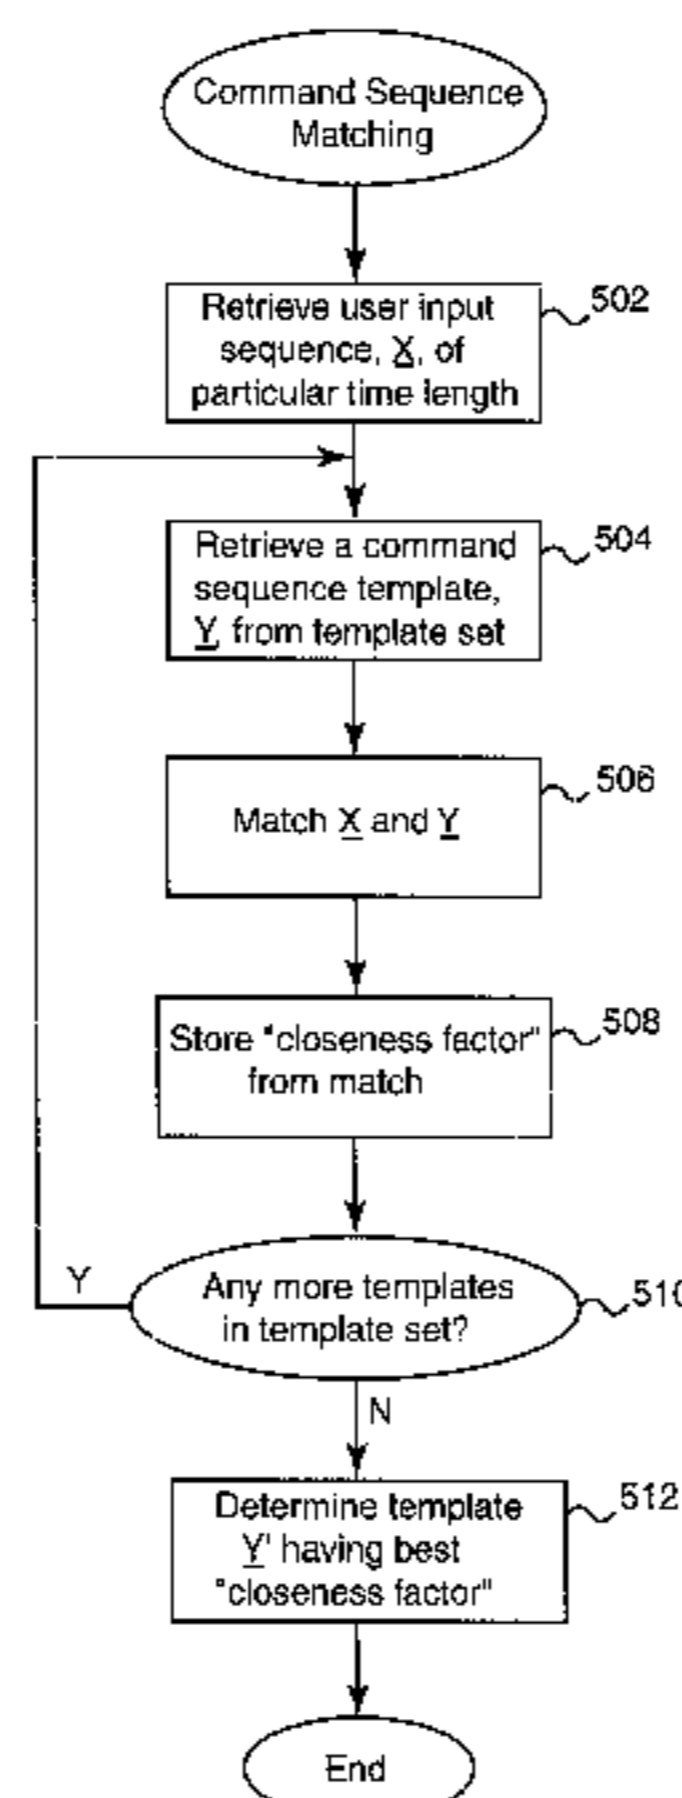 Command Sequence
Matching
Retrieve user input
sequence, X, of
particular time length
502
Retrieve a command
sequence template,
Y, from template set
504
Match X and Y
506
Store "closeness factor"
from match
508
Any more templates
in template set?
510
Y
N
Determine template
Y' having best
"closeness factor"
512
End